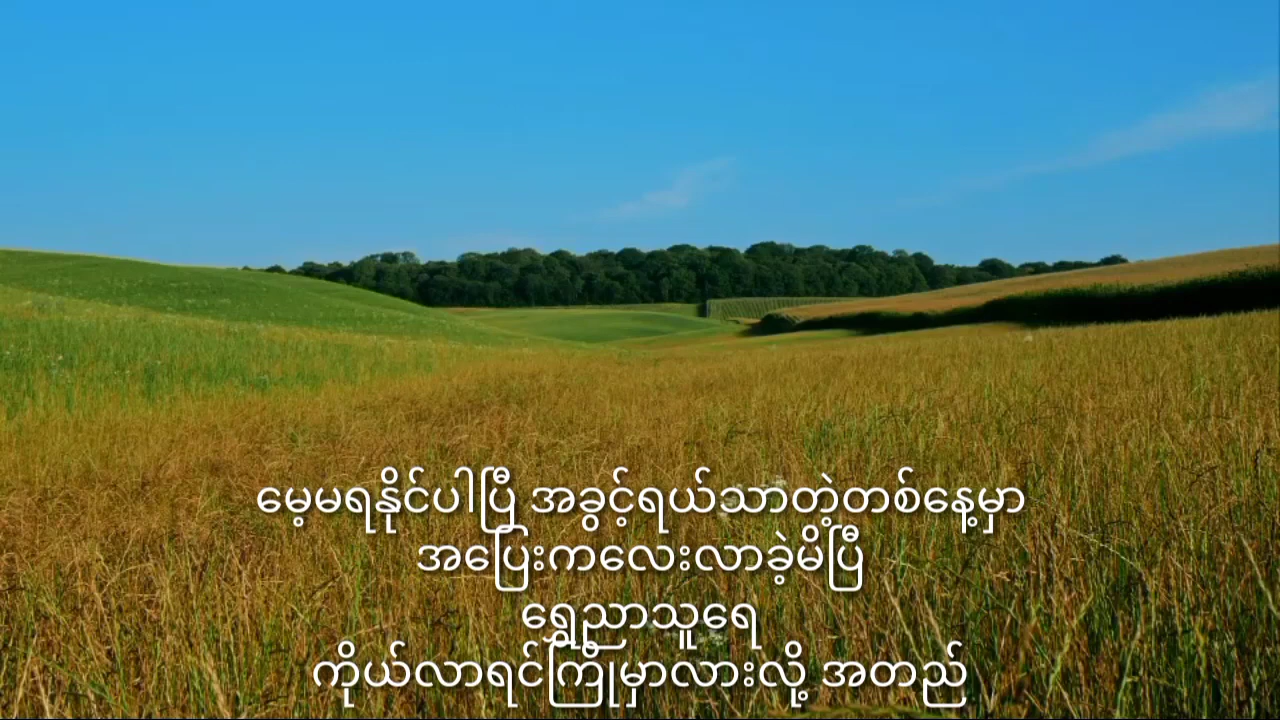 မေ့မရနိုင်ပါပြီ အခွင့်ရယ်သာတဲ့တစ်နေ့မှာ
အပြေးကလေးလာခဲ့မိပြီ
ရွှေညာသူရေ
ကိုယ်လာရင်ကြိုမှာလားလို့ အတည်